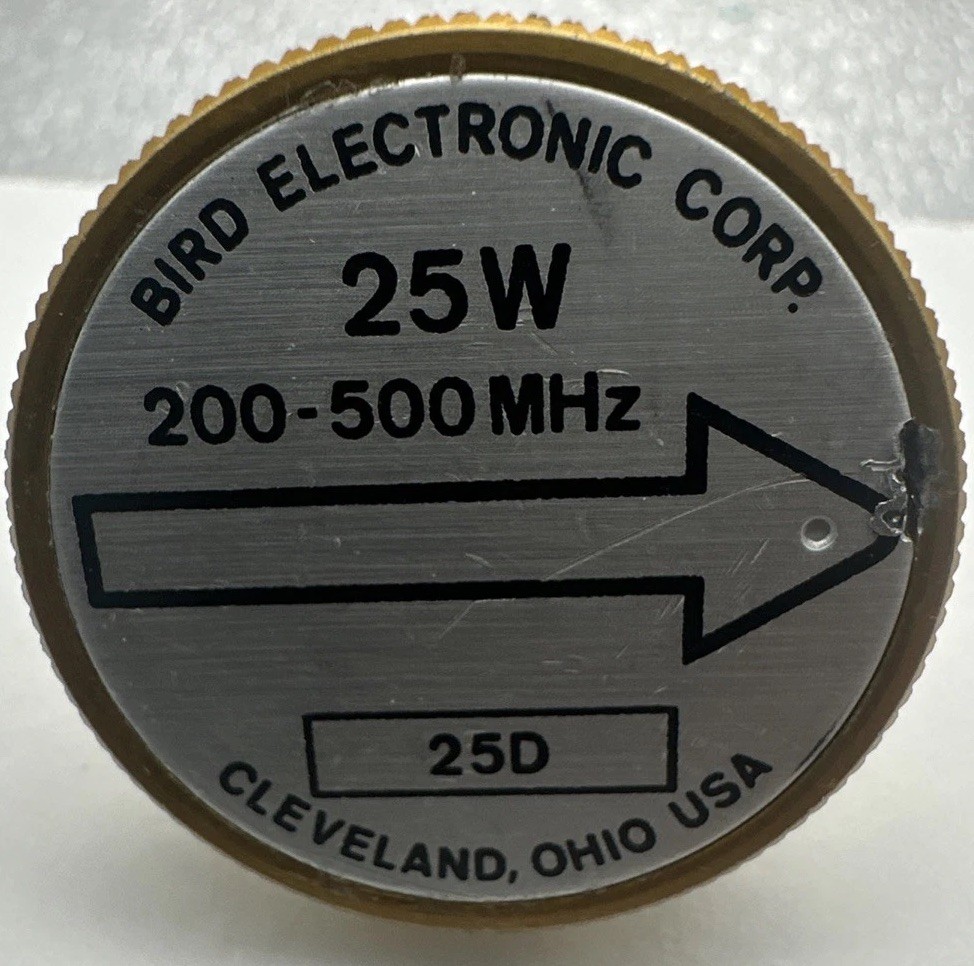 BIRD ELECTRONIC CORP.
25W
200-500MHz
25D
CLEVELAND, OHIO USA